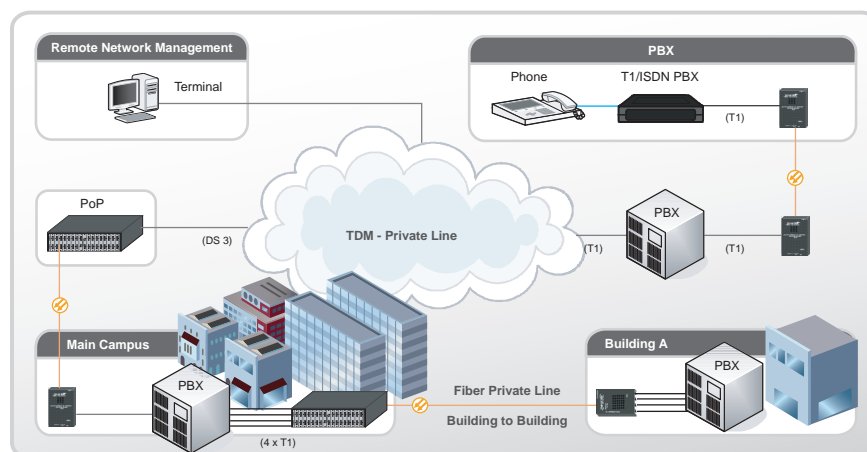 Remote Network Management
Terminal
PBX
Phone
T1/ISDN PBX
(T1)
PoP
(DS 3)
TDM - Private Line
(T1)
PBX
(T1)
Main Campus
PBX
(4 x T1)
Fiber Private Line
Building to Building
Building A
PBX